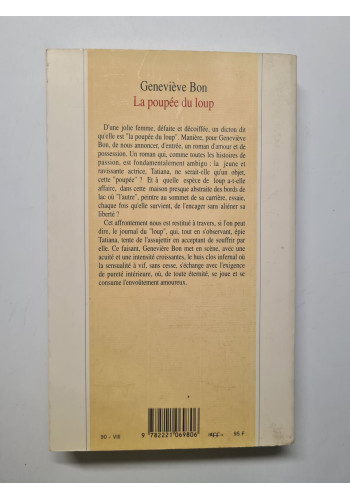 Geneviève Bon
La poupée du loup
D'une jolie femme, défaite et décoiffée, un dicton dit
qu'elle est "la poupée du loup". Manière, pour Geneviève
Bon, de nous annoncer, d'entrée, un roman d'amour et de
possession. Un roman qui, comme toutes les histoires de
passion, est fondamentalement ambigu : la jeune et
ravissante actrice, Tatiana, ne serait-elle qu'un objet,
cette "poupée" ? Et à quelle espèce de loup a-t-elle
affaire, dans cette maison presque abstraite des bords de
lac où "l'autre", peintre au sommet de sa carrière, essaie,
chaque fois qu'elle survient, de l'encager sans aliéner sa
liberté ?
Cet affrontement nous est restitué à travers, si l'on peut
dire, le journal du "loup", qui, tout en s'observant, épie
Tatiana, tente de l'assujettir en acceptant de souffrir par
elle. Ce faisant, Geneviève Bon met en scène, avec une
acuité et une intensité croissantes, le huis clos infernal où
la sensualité à vif, sans cesse, s'échange avec l'exigence
de pureté intérieure, où, de toute éternité, se joue et se
consume l'envoûtement amoureux.
90 - VIII
9 782221 069806
95 F